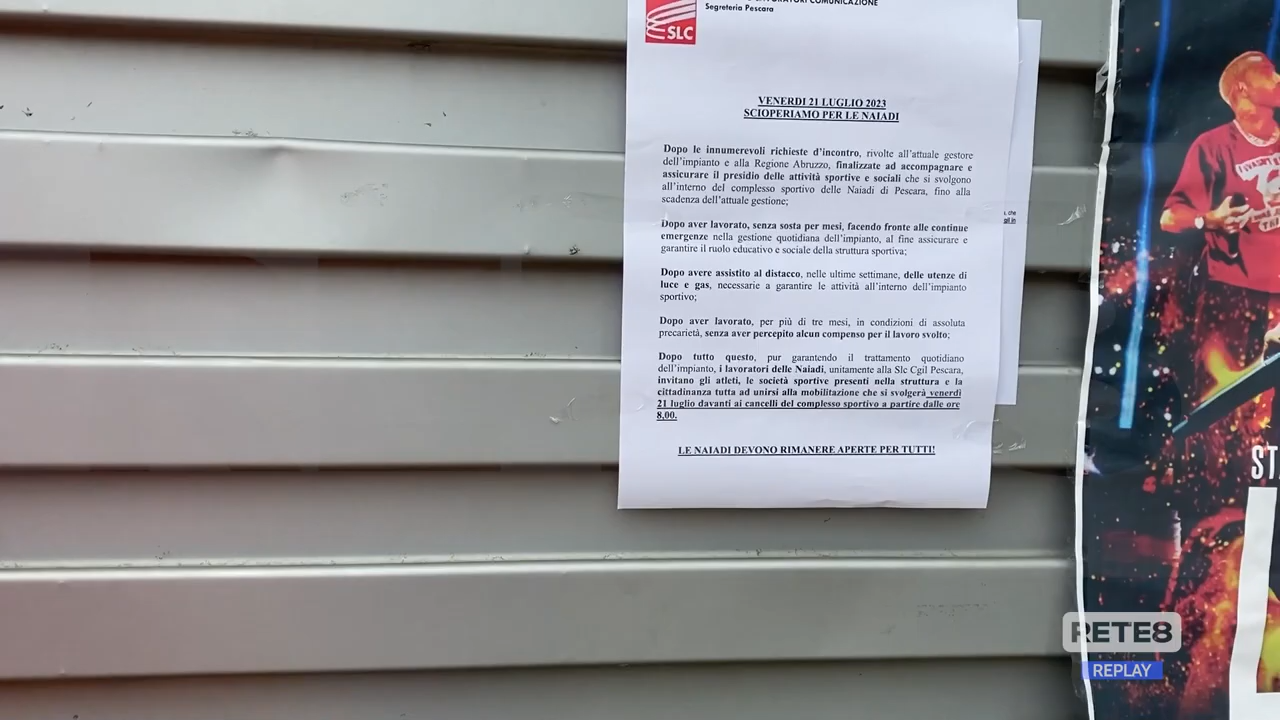 SLC
Segreteria Pescara
VENERDI 21 LUGLIO 2023
SCIOPERIAMO PER LE NAIADI
Dopo le innumerevoli richieste d'incontro, rivolte all'attuale gestore
dell'impianto e alla Regione Abruzzo, finalizzate ad accompagnare e
assicurare il presidio delle attività sportive e sociali che si svolgono
all'interno del complesso sportivo delle Naiadi di Pescara, fino alla
scadenza dell'attuale gestione;
Dopo aver lavorato, senza sosta per mesi, facendo fronte alle continue
emergenze nella gestione quotidiana dell'impianto, al fine assicurare e
garantire il ruolo educativo e sociale della struttura sportiva;
Dopo avere assistito al distacco, nelle ultime settimane, delle utenze di
luce e gas, necessarie a garantire le attività all'interno dell'impianto
sportivo;
Dopo aver lavorato, per più di tre mesi, in condizioni di assoluta
precarietà, senza aver percepito alcun compenso per il lavoro svolto;
Dopo tutto questo, pur garantendo il trattamento quotidiano
dell'impianto, i lavoratori delle Naiadi, unitamente alla Slc Cgil Pescara,
invitano gli atleti, le società sportive presenti nella struttura e la
cittadinanza tutta ad unirsi alla mobilitazione che si svolgerà venerdì
21 luglio davanti ai cancelli del complesso sportivo a partire dalle ore
8,00.
LE NAIADI DEVONO RIMANERE APERTE PER TUTTI!
che
ST
RETE8
REPLAY